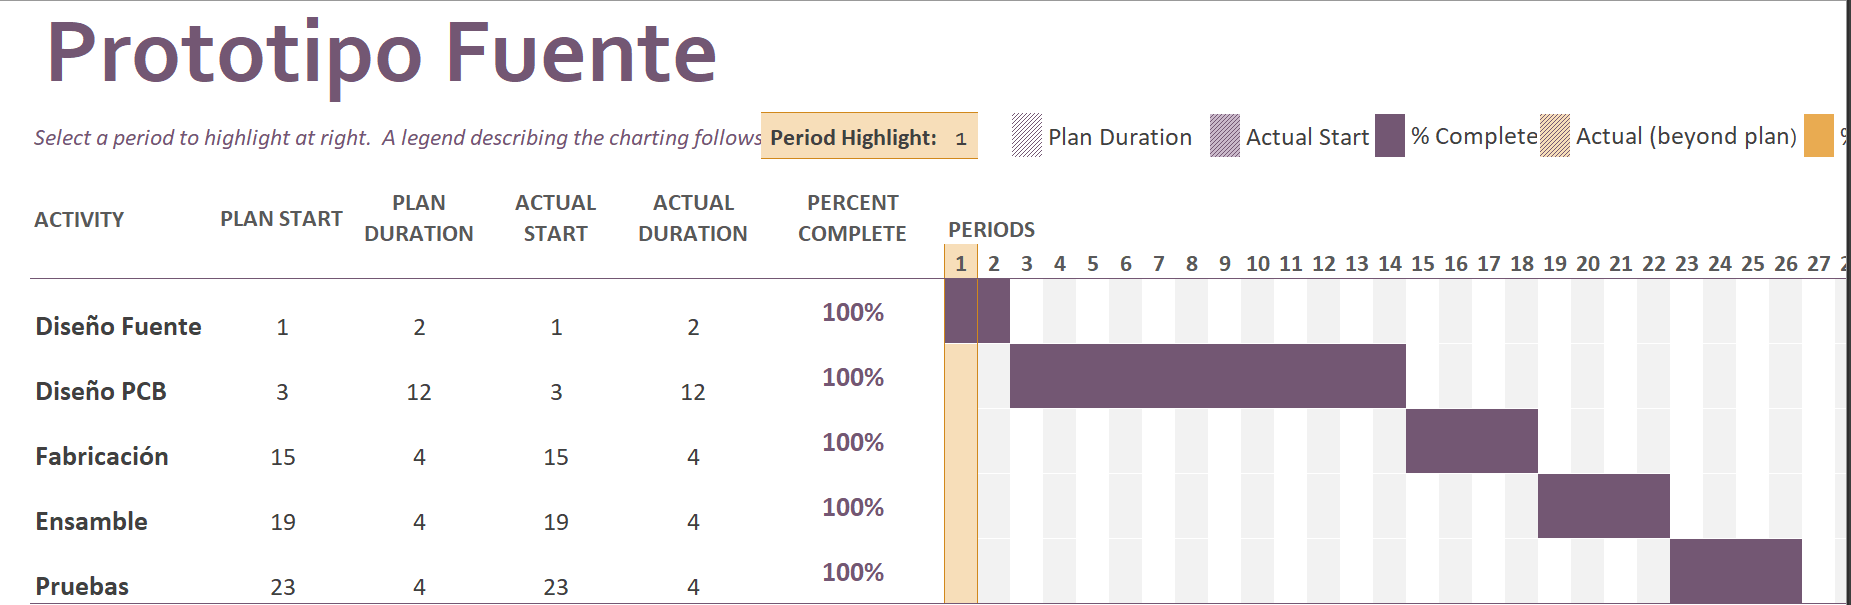 Prototipo Fuente
Select a period to highlight at right. A legend describing the charting follows
Period Highlight: 1
Plan Duration
Actual Start
% Complete
Actual (beyond plan)
ACTIVITY
PLAN START
PLAN
DURATION
ACTUAL
START
ACTUAL
DURATION
PERCENT
COMPLETE
PERIODS
1 2 3 4 5 6 7 8 9 10 11 12 13 14 15 16 17 18 19 20 21 22 23 24 25 26 27
Diseño Fuente 1 2 1 2 100%
Diseño PCB 3 12 3 12 100%
Fabricación 15 4 15 4 100%
Ensamble 19 4 19 4 100%
Pruebas 23 4 23 4 100%